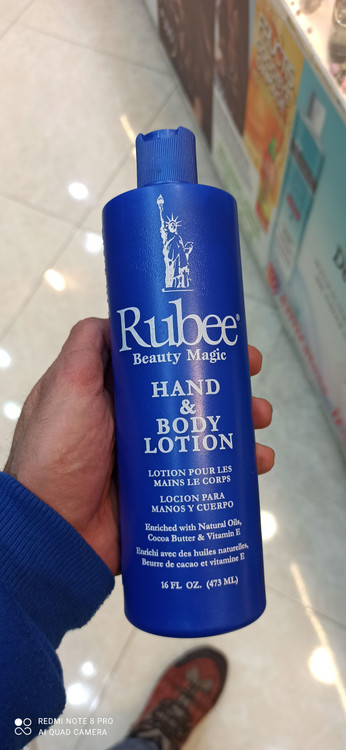 Rubee®
Beauty Magic
HAND
&
BODY
LOTION
LOTION POUR LES
MAINS LE CORPS
LOCION PARA
MANOS Y CUERPO
Enriched with Natural Oils,
Cocoa Butter & Vitamin E
Enrichi avec des huiles naturelles,
Beurre de cacao et vitamine E
16 FL. OZ. (473 ML)
REDMI NOTE 8 PRO
AI QUAD CAMERA